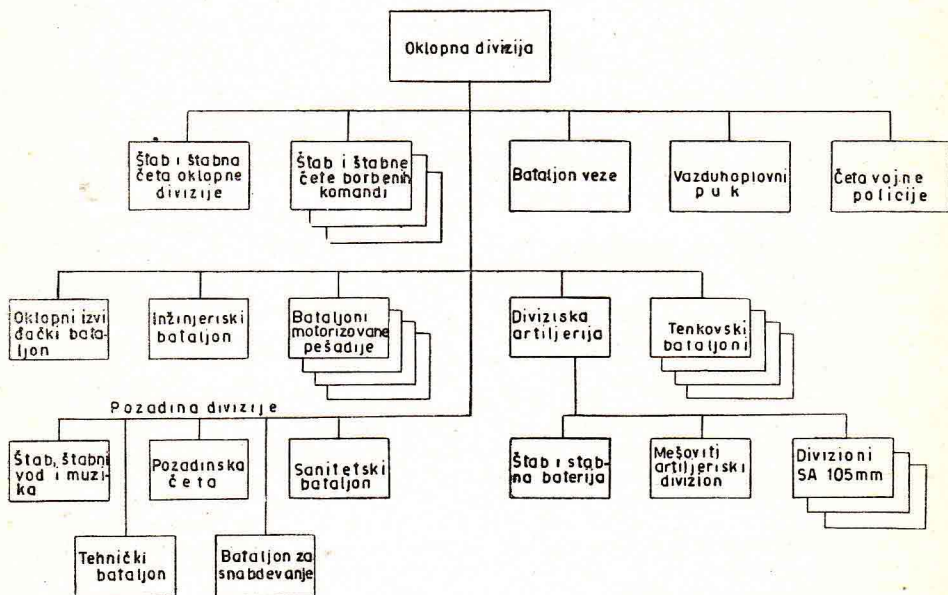 Oklopna divizija
Štab i štabna
četa oklopne
divizije
Štab i štabne
čete borbenih
komandi
Bataljon veze
Vazduhoplovni
puk
Četa vojne
policije
Oklopni izvi
đački bata-
ljon
Inžinjeriski
bataljon
Bataljoni
motorizovane
pešadije
Diviziska
artiljerija
Tenkovski
bataljoni
Pozadina divizije
Štab, štabni
vod i muzi-
ka
Pozadinska
četa
Sanitetski
bataljon
Štab i štab-
na baterija
Mešoviti
artiljeriski
divizion
Divizioni
SA 105mm
Tehnički
bataljon
Bataljon za
snabdevanje